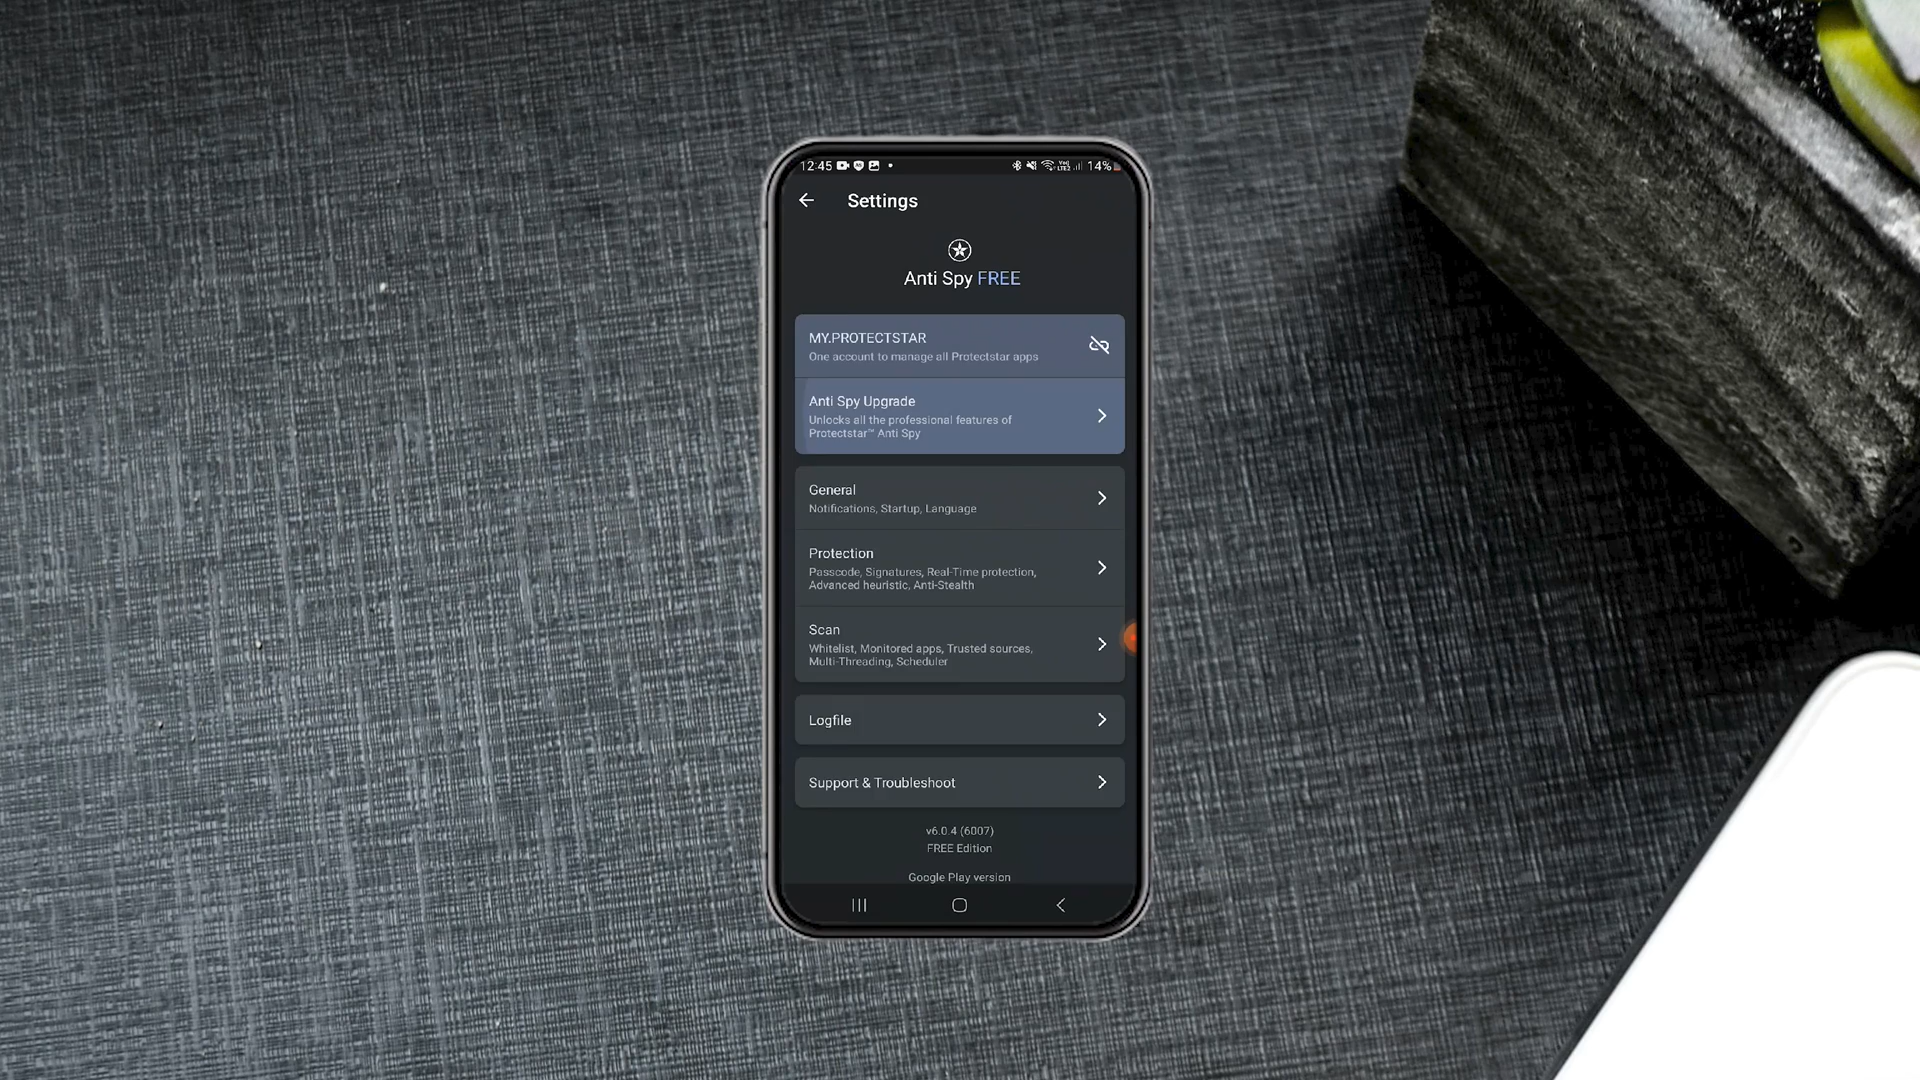 12:45 14%
Settings
Anti Spy FREE
MY.PROTECTSTAR
One account to manage all Protectstar apps
Anti Spy Upgrade
Unlocks all the professional features of
Protectstar™ Anti Spy
General
Notifications, Startup, Language
Protection
Passcode, Signatures, Real-Time protection,
Advanced heuristic, Anti-Stealth
Scan
Whitelist, Monitored apps, Trusted sources,
Multi-Threading, Scheduler
Logfile
Support & Troubleshoot
v6.0.4 (6007)
FREE Edition
Google Play version